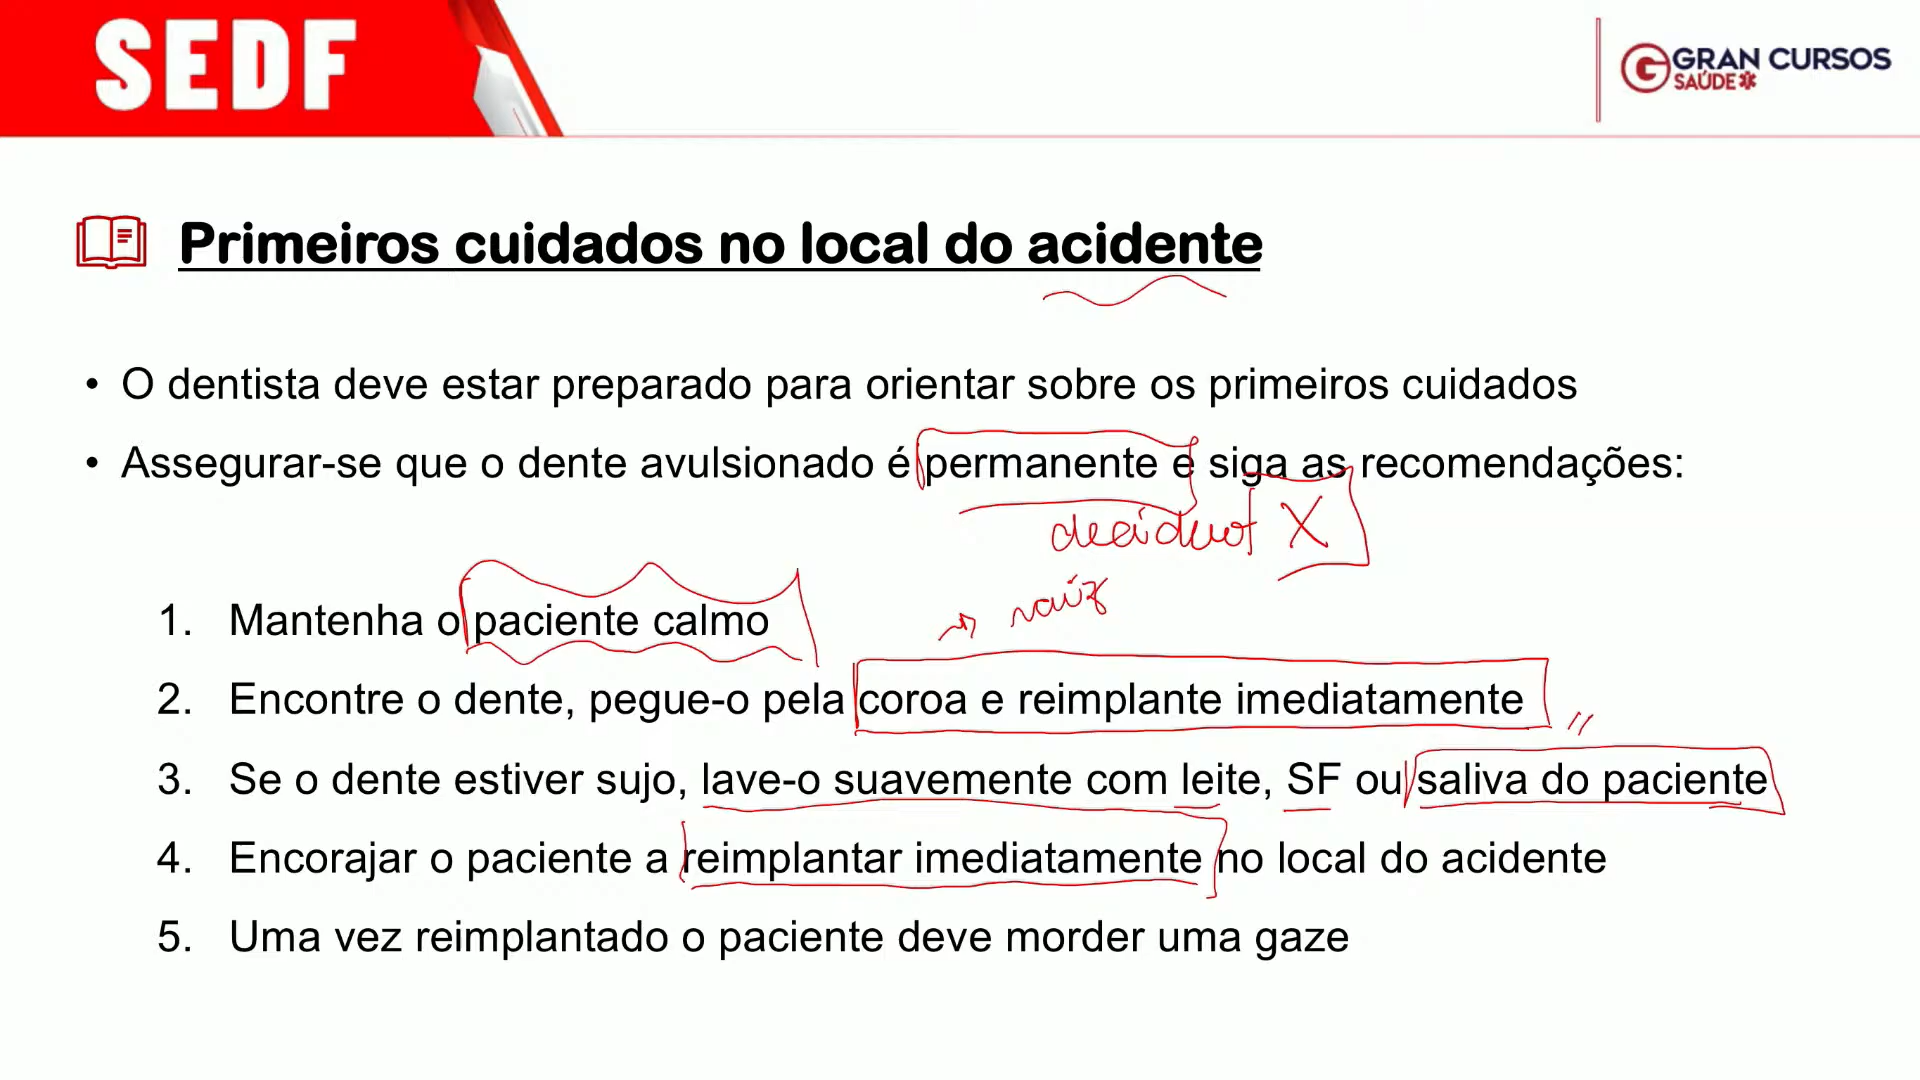 SEDF
GRAN CURSOS
SAÚDE
Primeiros cuidados no local do acidente
• O dentista deve estar preparado para orientar sobre os primeiros cuidados
• Assegurar-se que o dente avulsionado é permanente e siga as recomendações:
X
raiz
1. Mantenha o paciente calmo
2. Encontre o dente, pegue-o pela coroa e reimplante imediatamente
3. Se o dente estiver sujo, lave-o suavemente com leite, SF ou saliva do paciente
4. Encorajar o paciente a reimplantar imediatamente no local do acidente
5. Uma vez reimplantado o paciente deve morder uma gaze